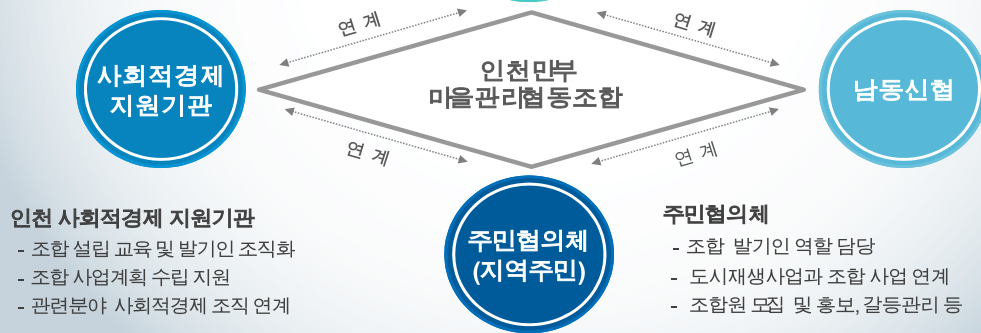 연계
연계
사회적경제
지원기관
인천만부
마을관리협동조합
남동신협
연계
연계
인천 사회적경제 지원기관
- 조합 설립 교육 및 발기인 조직화
- 조합 사업계획 수립 지원
- 관련분야 사회적경제 조직 연계
주민협의체
(지역주민)
주민협의체
- 조합 발기인 역할 담당
- 도시재생사업과 조합 사업 연계
- 조합원 모집 및 홍보, 갈등관리 등